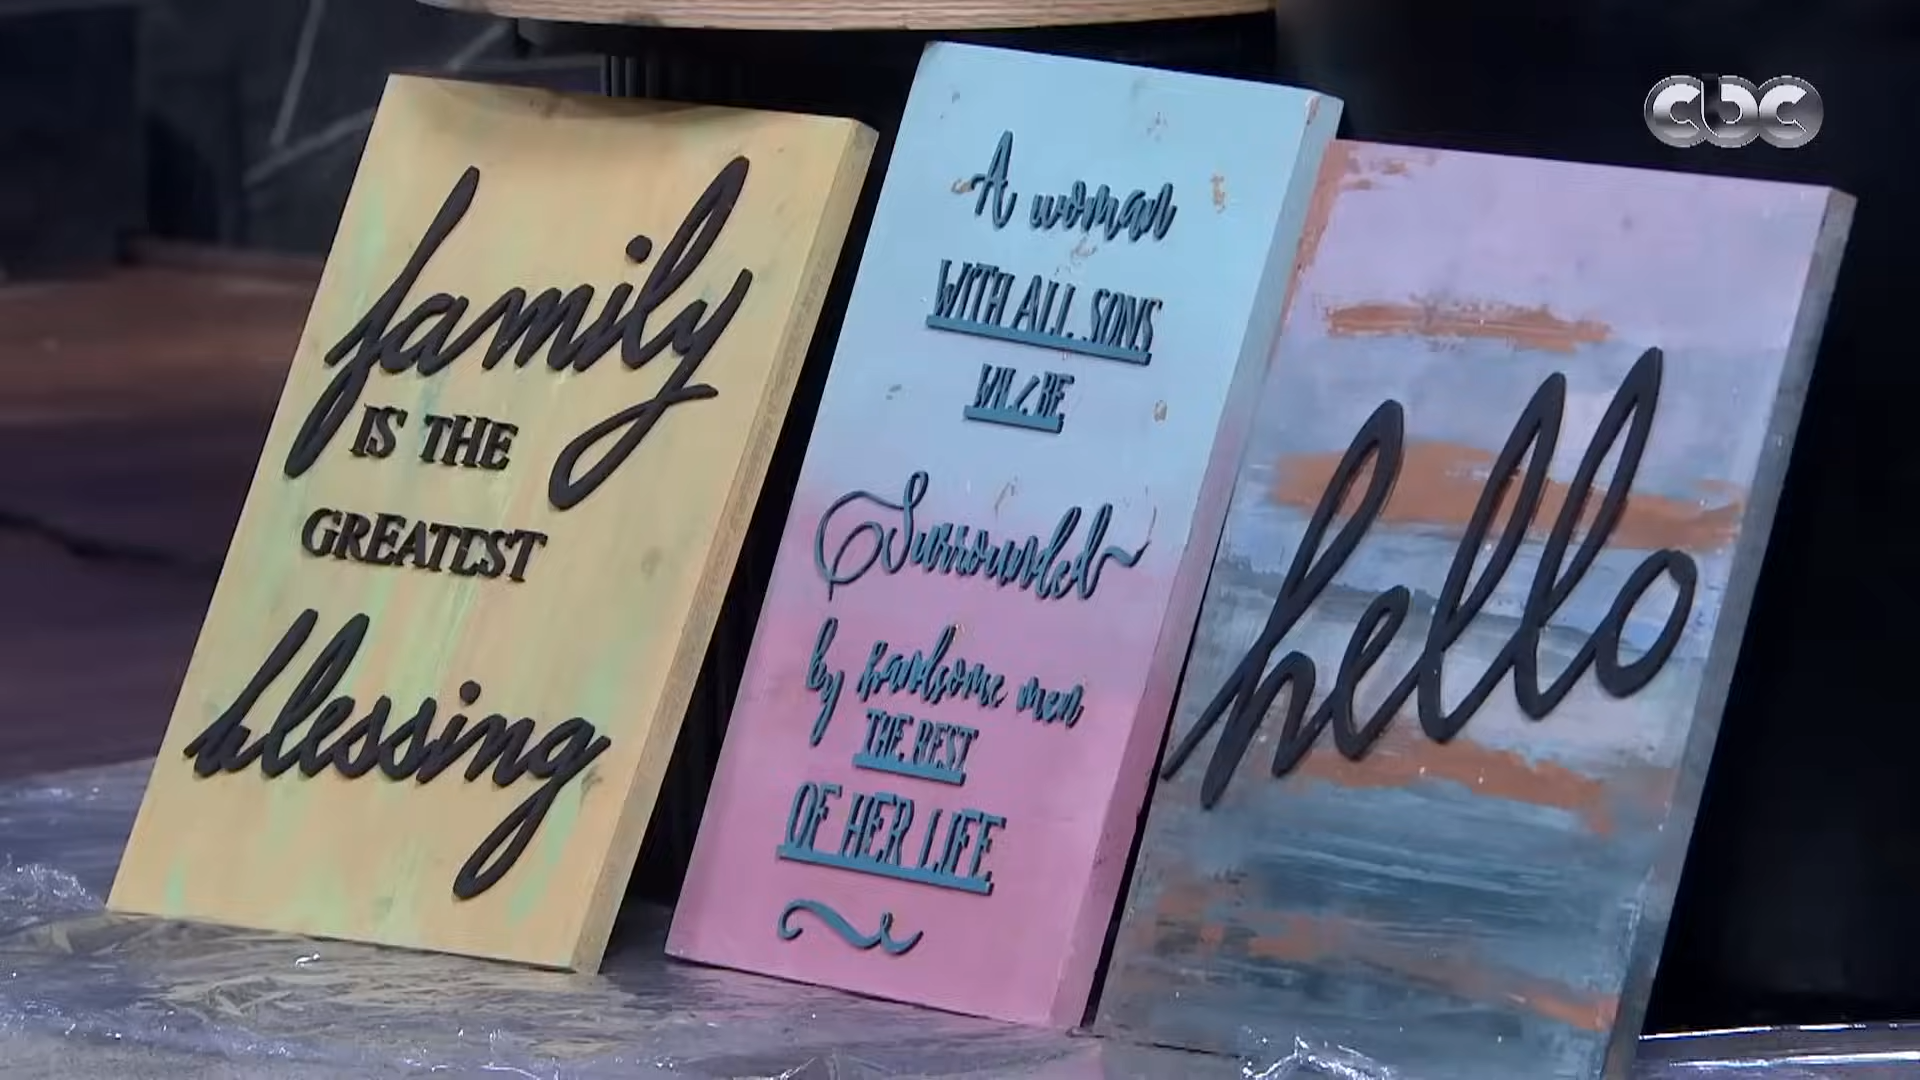 family
IS THE
GREATEST
blessing
A woman
WITH ALL SONS
WILL BE
Surrounded
by handsome men
THE REST
OF HER LIFE
hello
cbc